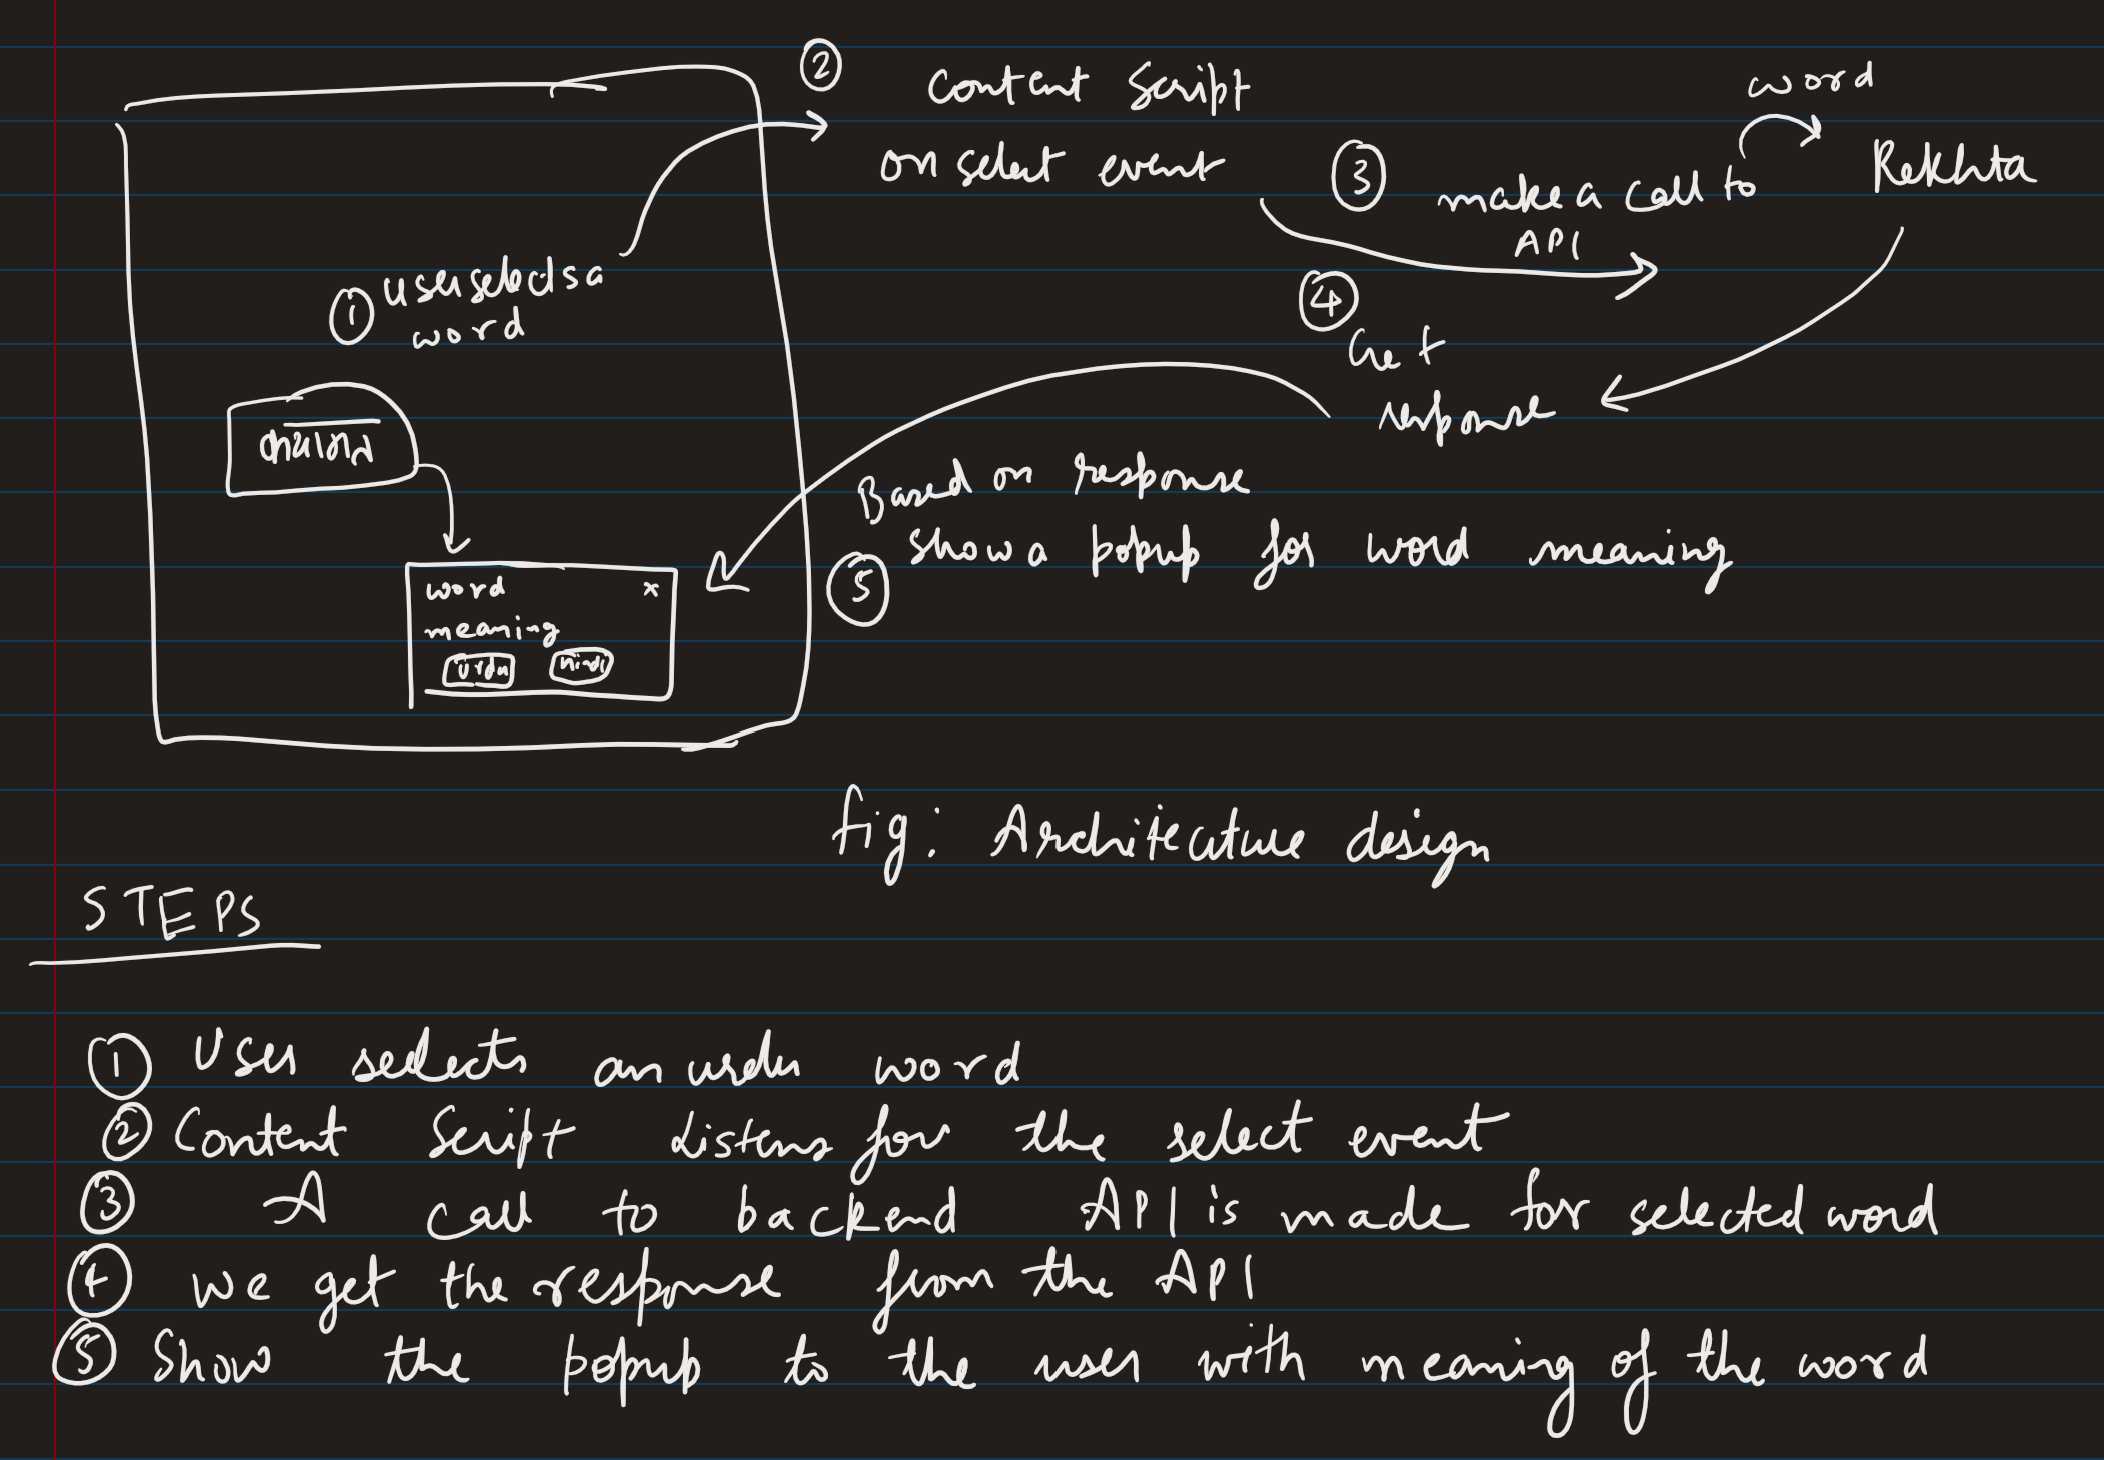 ②
Content Script
on select event
word
③
make a call to
API
Rekhta
① user selects a
word
④
Get
response
Based on response
⑤ show a popup for word meaning
word x
meaning
Urdu Hindi
fig: Architecture design
STEPS
① User selects an urdu word
② Content Script Listens for the select event
③ A call to backend API is made for selected word
④ we get the response from the API
⑤ Show the popup to the user with meaning of the word